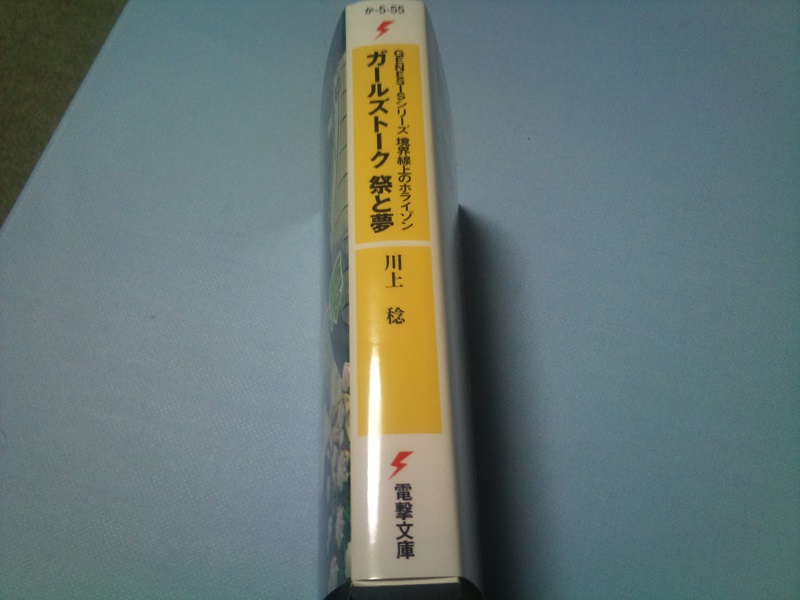 か-5-55
GENESISシリーズ 境界線上のホライゾン
ガールズトーク 祭と夢
川上 稔
電撃文庫